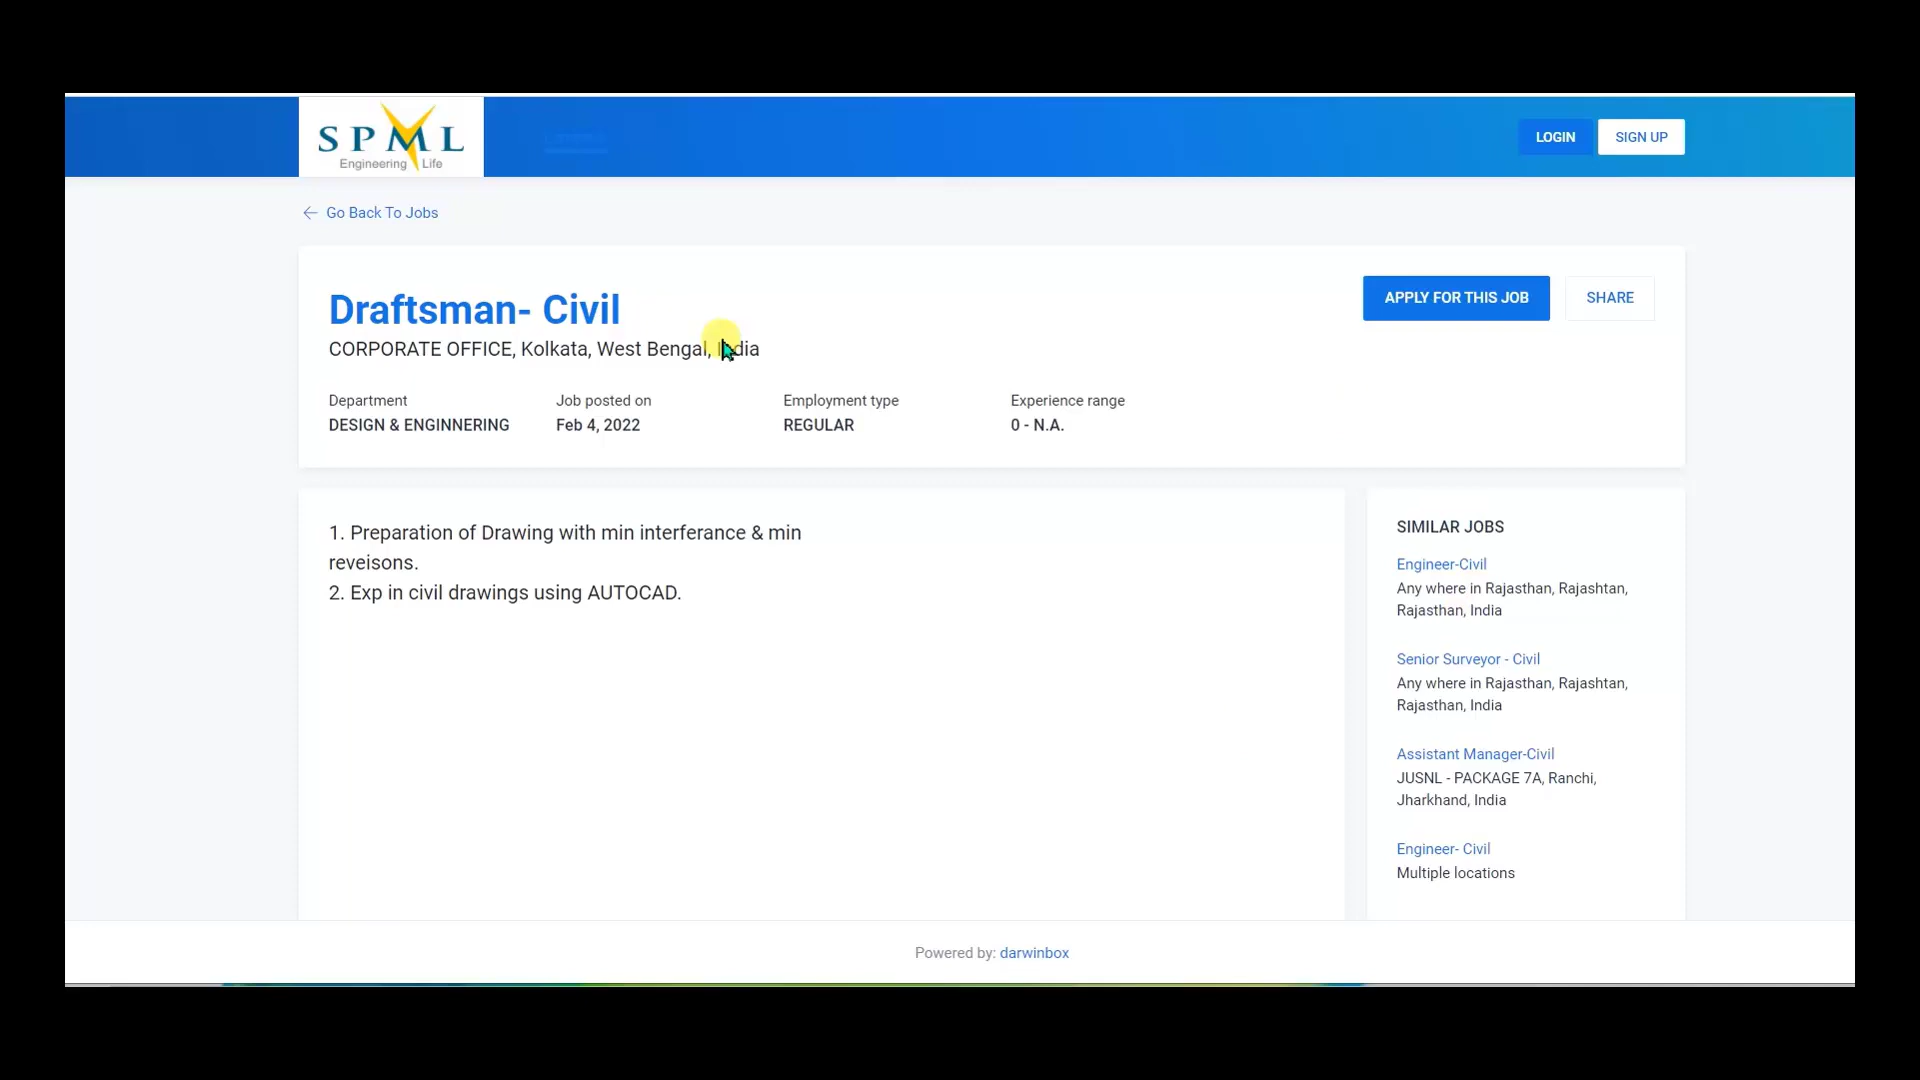 SPML
Engineering Life
LOGIN
SIGN UP
Go Back To Jobs
Draftsman- Civil
CORPORATE OFFICE, Kolkata, West Bengal, India
APPLY FOR THIS JOB
SHARE
Department
Job posted on
Employment type
Experience range
DESIGN & ENGINNERING
Feb 4, 2022
REGULAR
0 - N.A.
1. Preparation of Drawing with min interferance & min
reveisons.
2. Exp in civil drawings using AUTOCAD.
SIMILAR JOBS
Engineer-Civil
Any where in Rajasthan, Rajashtan,
Rajasthan, India
Senior Surveyor - Civil
Any where in Rajasthan, Rajashtan,
Rajasthan, India
Assistant Manager-Civil
JUSNL - PACKAGE 7A, Ranchi,
Jharkhand, India
Engineer- Civil
Multiple locations
Powered by: darwinbox